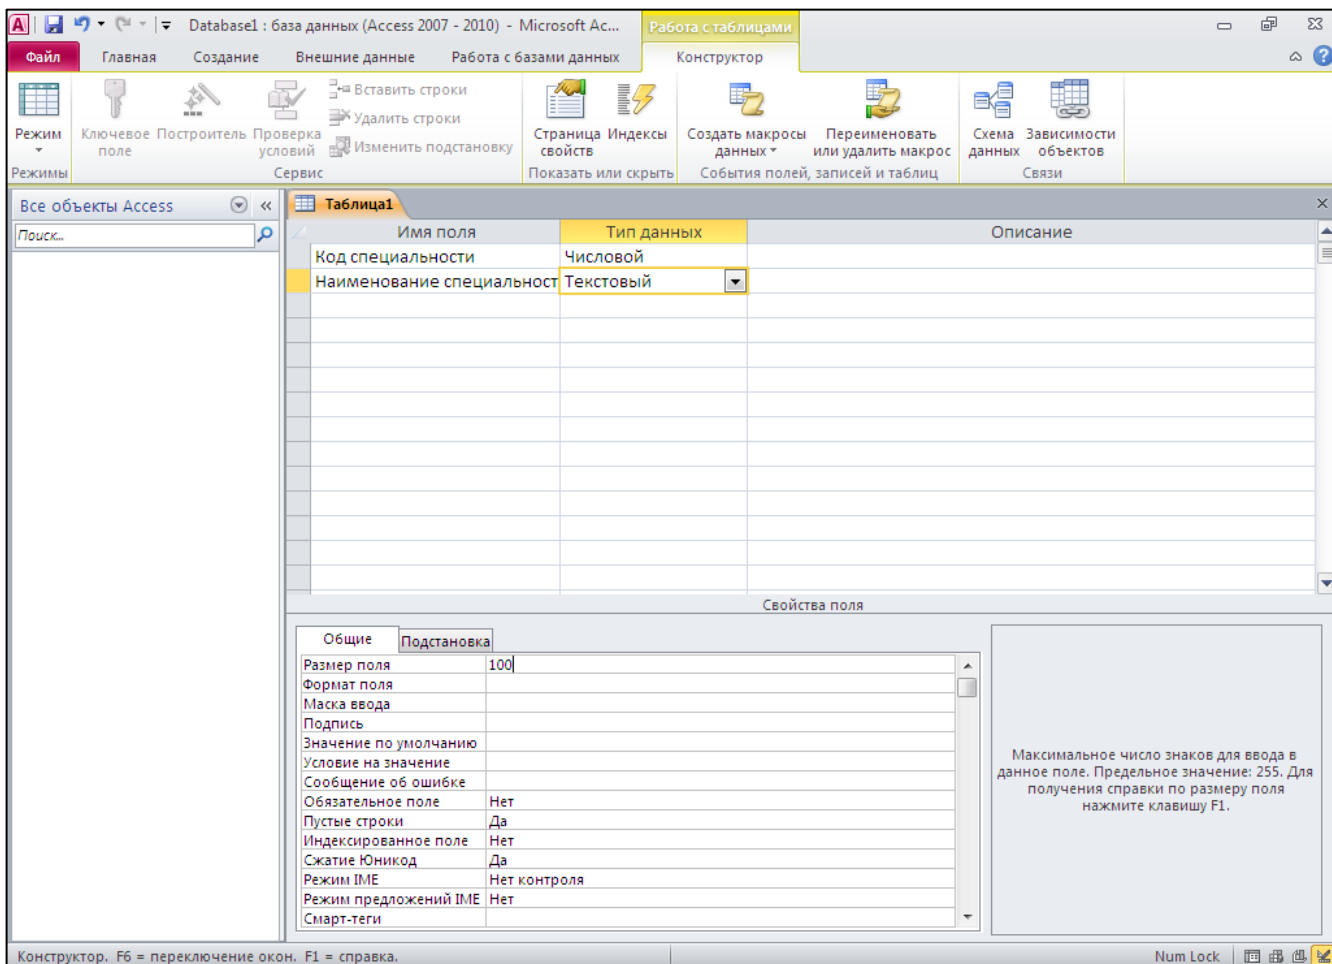 Database1 : база данных (Access 2007 - 2010) - Microsoft Ac...
Работа с таблицами
Файл Главная Создание Внешние данные Работа с базами данных Конструктор
Режим
Ключевое поле
Построитель
Проверка условий
Вставить строки
Удалить строки
Изменить подстановку
Страница свойств
Индексы
Создать макросы данных
Переименовать или удалить макрос
Схема данных
Зависимости объектов
Режимы Сервис Показать или скрыть События полей, записей и таблиц Связи
Все объекты Access
Поиск...
Таблица1
Имя поля Тип данных Описание
Код специальности Числовой
Наименование специальност Текстовый
Свойства поля
Общие Подстановка
Размер поля 100
Формат поля
Маска ввода
Подпись
Значение по умолчанию
Условие на значение
Сообщение об ошибке
Обязательное поле Нет
Пустые строки Да
Индексированное поле Нет
Сжатие Юникод Да
Режим IME Нет контроля
Режим предложений IME Нет
Смарт-теги
Максимальное число знаков для ввода в
данное поле. Предельное значение: 255. Для
получения справки по размеру поля
нажмите клавишу F1.
Конструктор. F6 = переключение окон. F1 = справка.
Num Lock